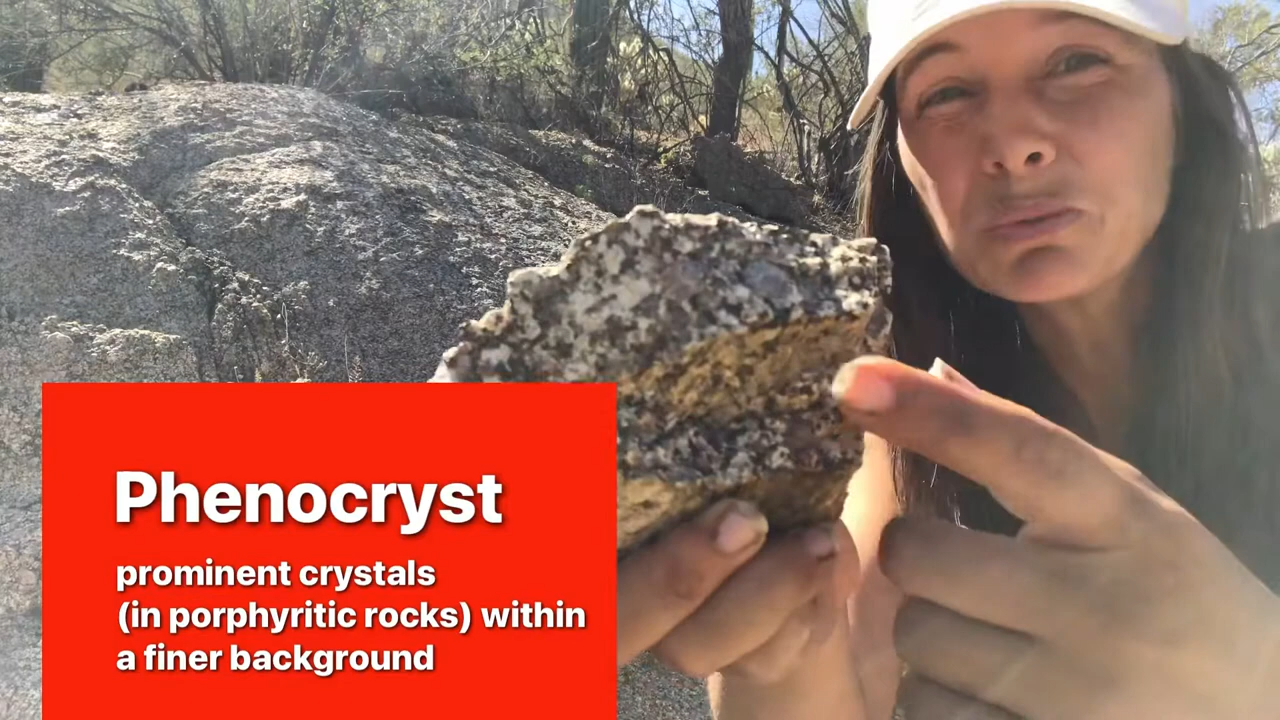 Phenocryst
prominent crystals
(in porphyritic rocks) within
a finer background